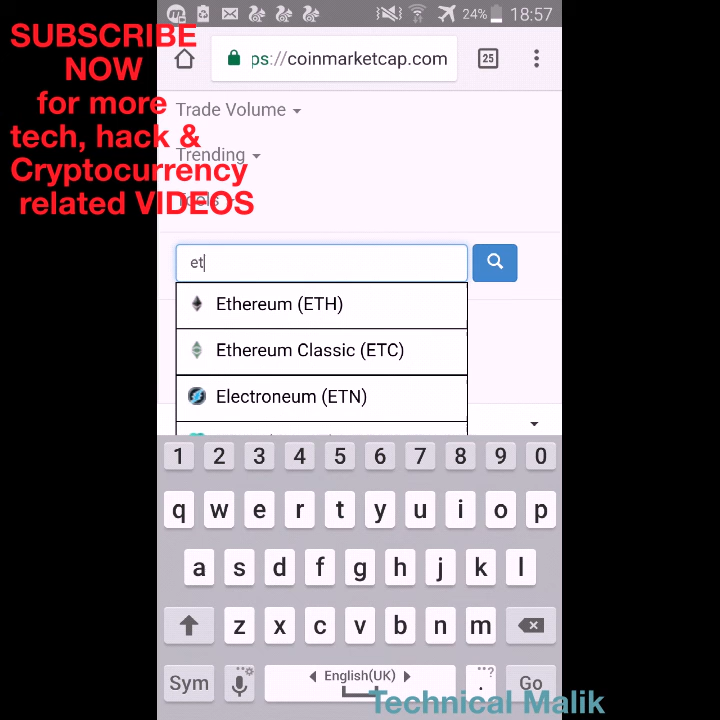 24% 18:57
SUBSCRIBE
NOW
for more
tech, hack &
Cryptocurrency
related VIDEOS
ps://coinmarketcap.com
25
Trade Volume
Trending
Tools
et
Ethereum (ETH)
Ethereum Classic (ETC)
Electroneum (ETN)
1 2 3 4 5 6 7 8 9 0
q w e r t y u i o p
a s d f g h j k l
z x c v b n m
Sym English(UK) . ? Go
Technical Malik